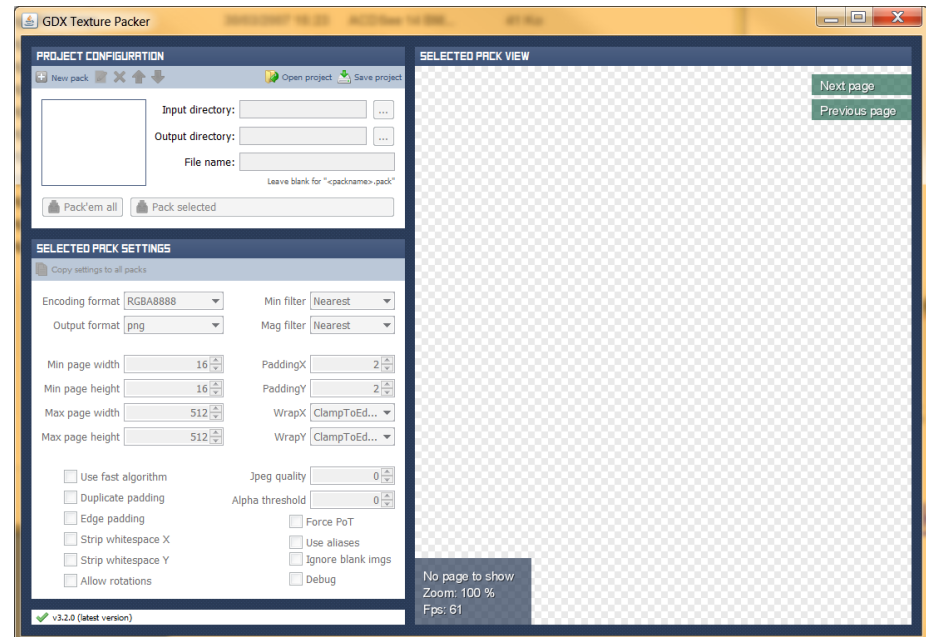 GDX Texture Packer
PROJECT CONFIGURATION
New pack Open project Save project
Input directory: ...
Output directory: ...
File name:
Leave blank for "<packname>.pack"
Pack'em all Pack selected
SELECTED PACK SETTINGS
Copy settings to all packs
Encoding format RGBA8888 Min filter Nearest
Output format png Mag filter Nearest
Min page width 16 PaddingX 2
Min page height 16 PaddingY 2
Max page width 512 WrapX ClampToEd...
Max page height 512 WrapY ClampToEd...
Use fast algorithm Jpeg quality 0
Duplicate padding Alpha threshold 0
Edge padding Force PoT
Strip whitespace X Use aliases
Strip whitespace Y Ignore blank imgs
Allow rotations Debug
v3.2.0 (latest version)
SELECTED PACK VIEW
Next page
Previous page
No page to show
Zoom: 100 %
Fps: 61